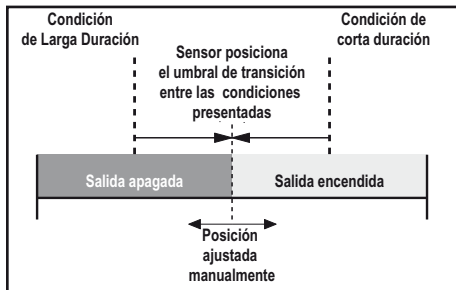 Condición
de Larga Duración
Condición de
corta duración
Sensor posiciona
el umbral de transición
entre las condiciones
presentadas
Salida apagada
Salida encendida
Posición
ajustada
manualmente